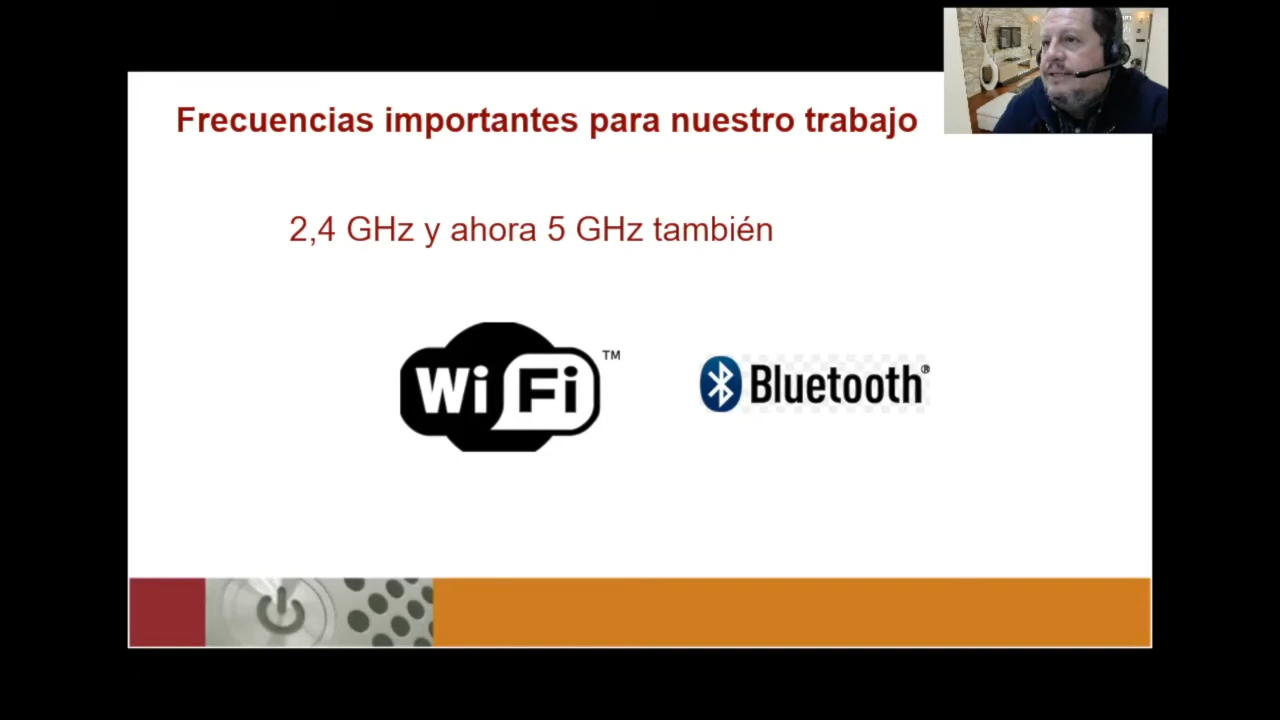 Frecuencias importantes para nuestro trabajo
2,4 GHz y ahora 5 GHz también
Wi Fi ™
Bluetooth®